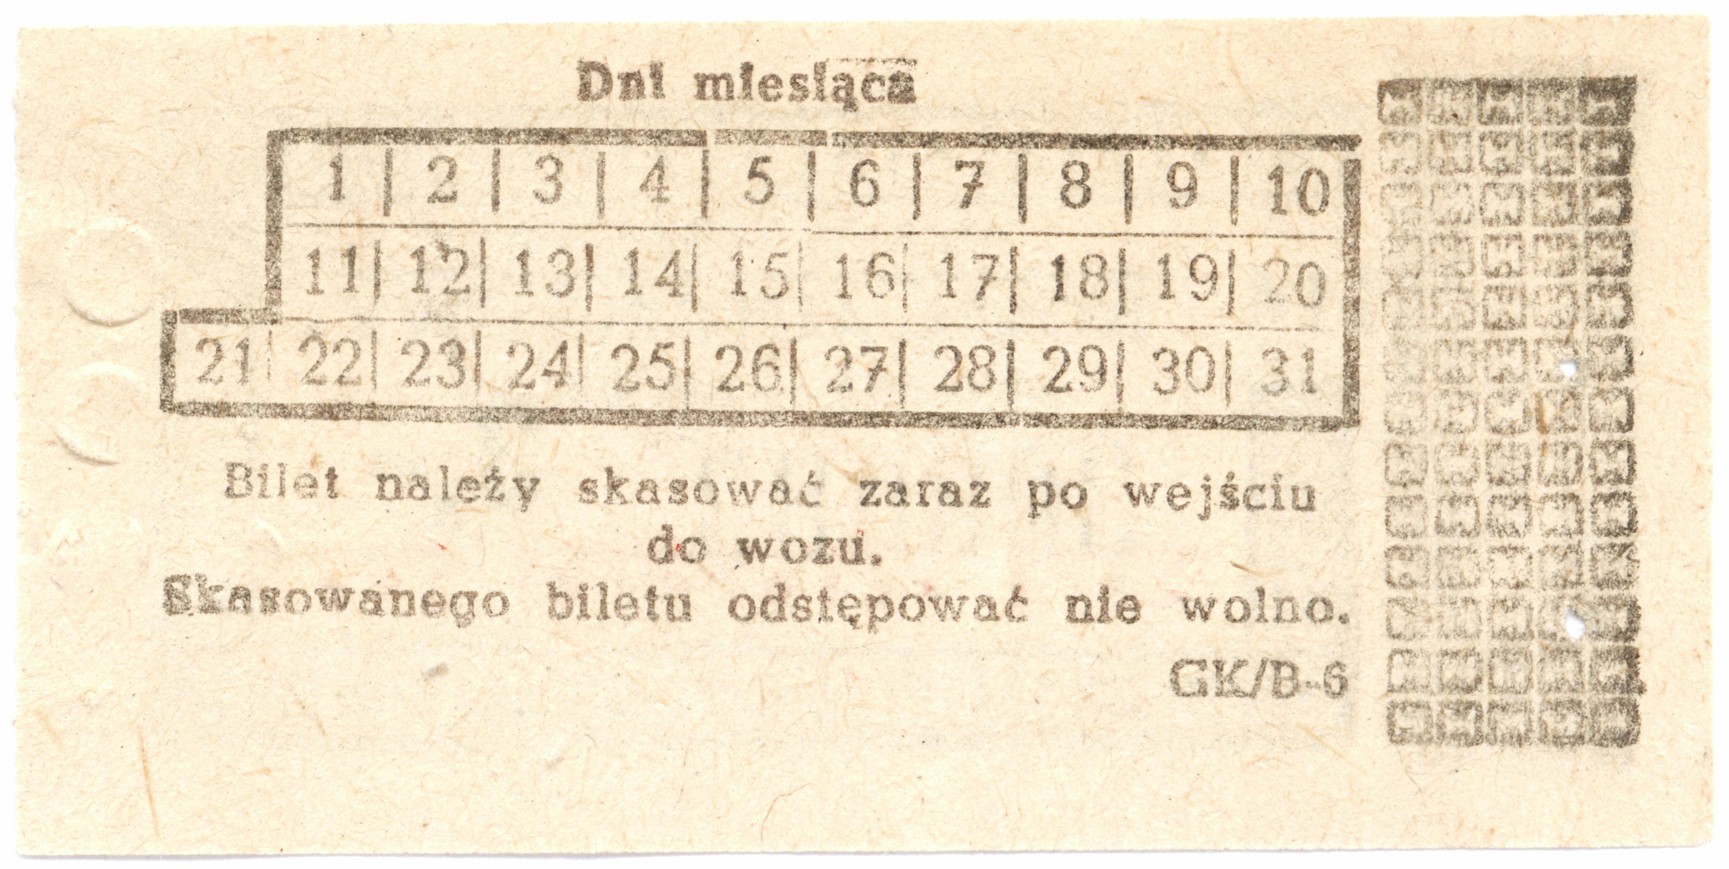 Dni miesiąca
1 | 2 | 3 | 4 | 5 | 6 | 7 | 8 | 9 | 10
11 | 12 | 13 | 14 | 15 | 16 | 17 | 18 | 19 | 20
21 | 22 | 23 | 24 | 25 | 26 | 27 | 28 | 29 | 30 | 31
Bilet należy skasować zaraz po wejściu
do wozu.
Skasowanego biletu odstępować nie wolno.
GK/B-6